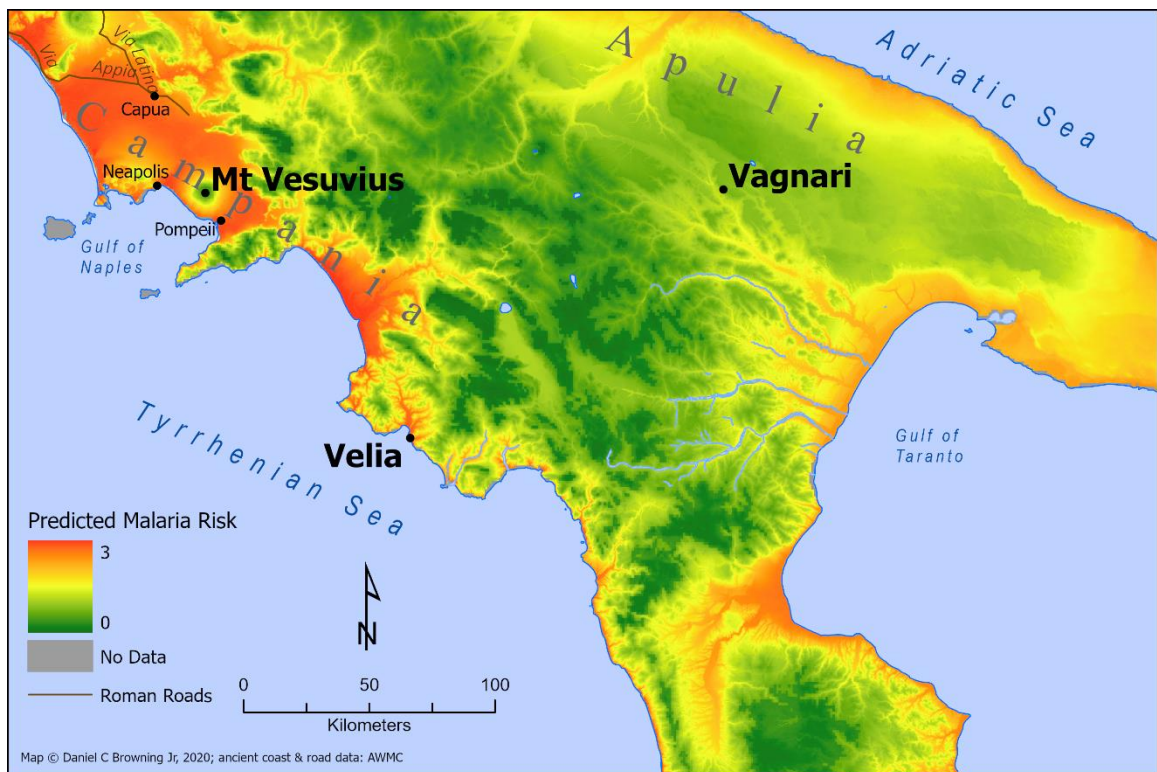 Adriatic Sea
Apulia
Via Latina
Via Appia
Capua
Campania
Neapolis
Mt Vesuvius
Vagnari
Pompeii
Gulf of
Naples
Tyrrhenian Sea
Velia
Gulf of
Taranto
Predicted Malaria Risk
3
0
No Data
Roman Roads
N
0 50 100
Kilometers
Map © Daniel C Browning Jr, 2020; ancient coast & road data: AWMC